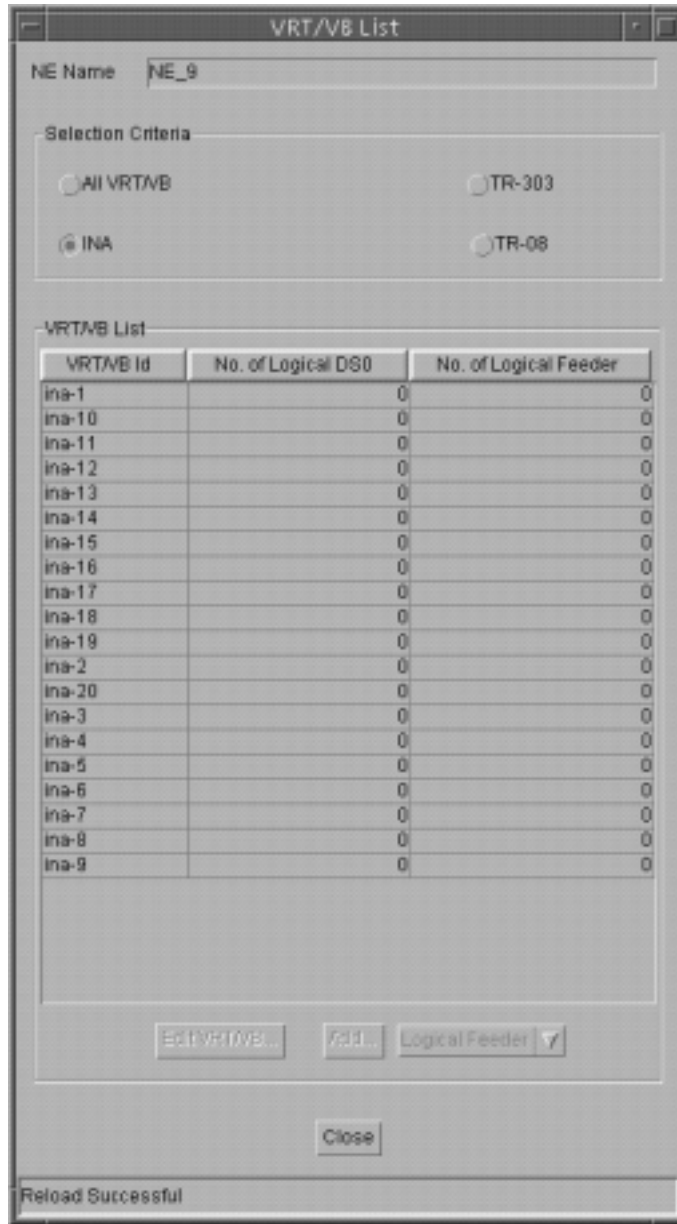 VRT/VB List
NE Name NE_9
Selection Criteria
All VRT/VB TR-303
INA TR-08
VRT/VB List
VRT/VB Id No. of Logical DS0 No. of Logical Feeder
ina-1 0 0
ina-10 0 0
ina-11 0 0
ina-12 0 0
ina-13 0 0
ina-14 0 0
ina-15 0 0
ina-16 0 0
ina-17 0 0
ina-18 0 0
ina-19 0 0
ina-2 0 0
ina-20 0 0
ina-3 0 0
ina-4 0 0
ina-5 0 0
ina-6 0 0
ina-7 0 0
ina-8 0 0
ina-9 0 0
Edit VRT/VB... Add... Logical Feeder
Close
Reload Successful